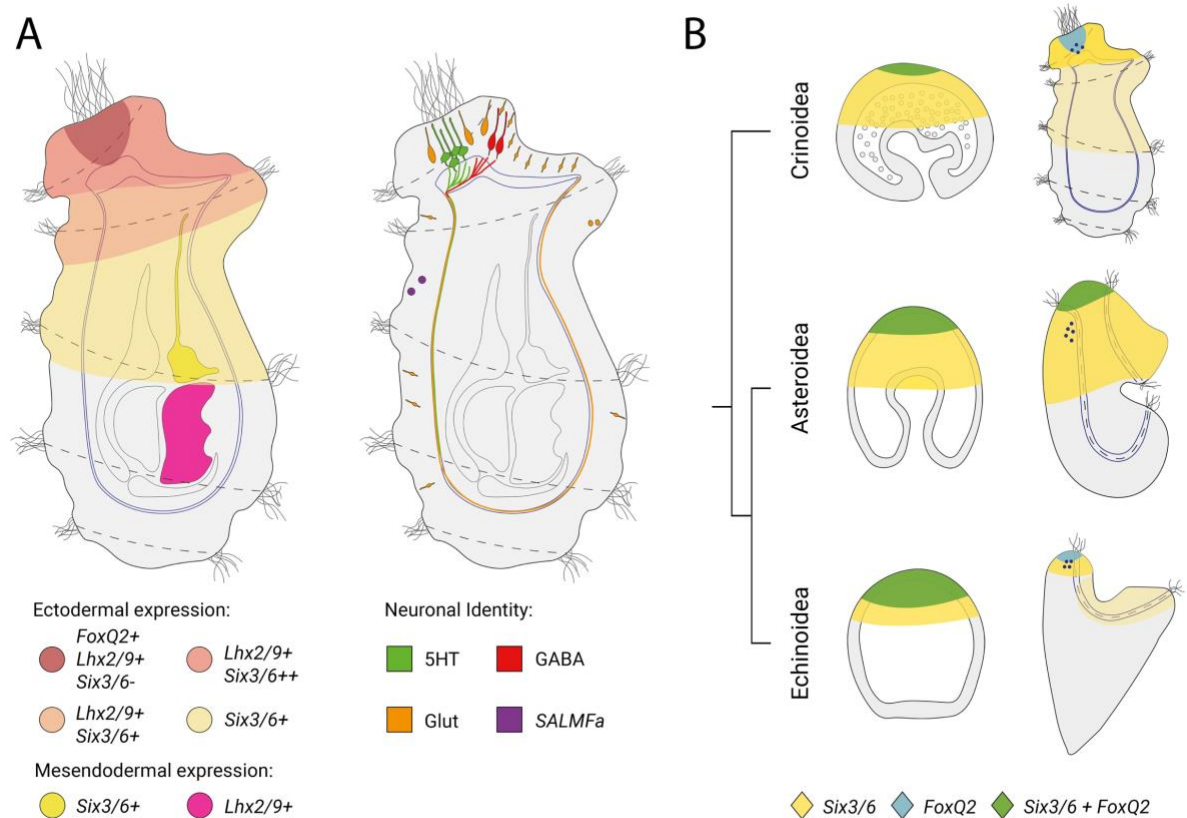 A
B
Crinoidea
Asteroidea
Echinoidea
Ectodermal expression:
FoxQ2+
Lhx2/9+
Six3/6-
Lhx2/9+
Six3/6++
Lhx2/9+
Six3/6+
Six3/6+
Mesendodermal expression:
Six3/6+
Lhx2/9+
Neuronal Identity:
5HT
GABA
Glut
SALMFa
Six3/6
FoxQ2
Six3/6 + FoxQ2